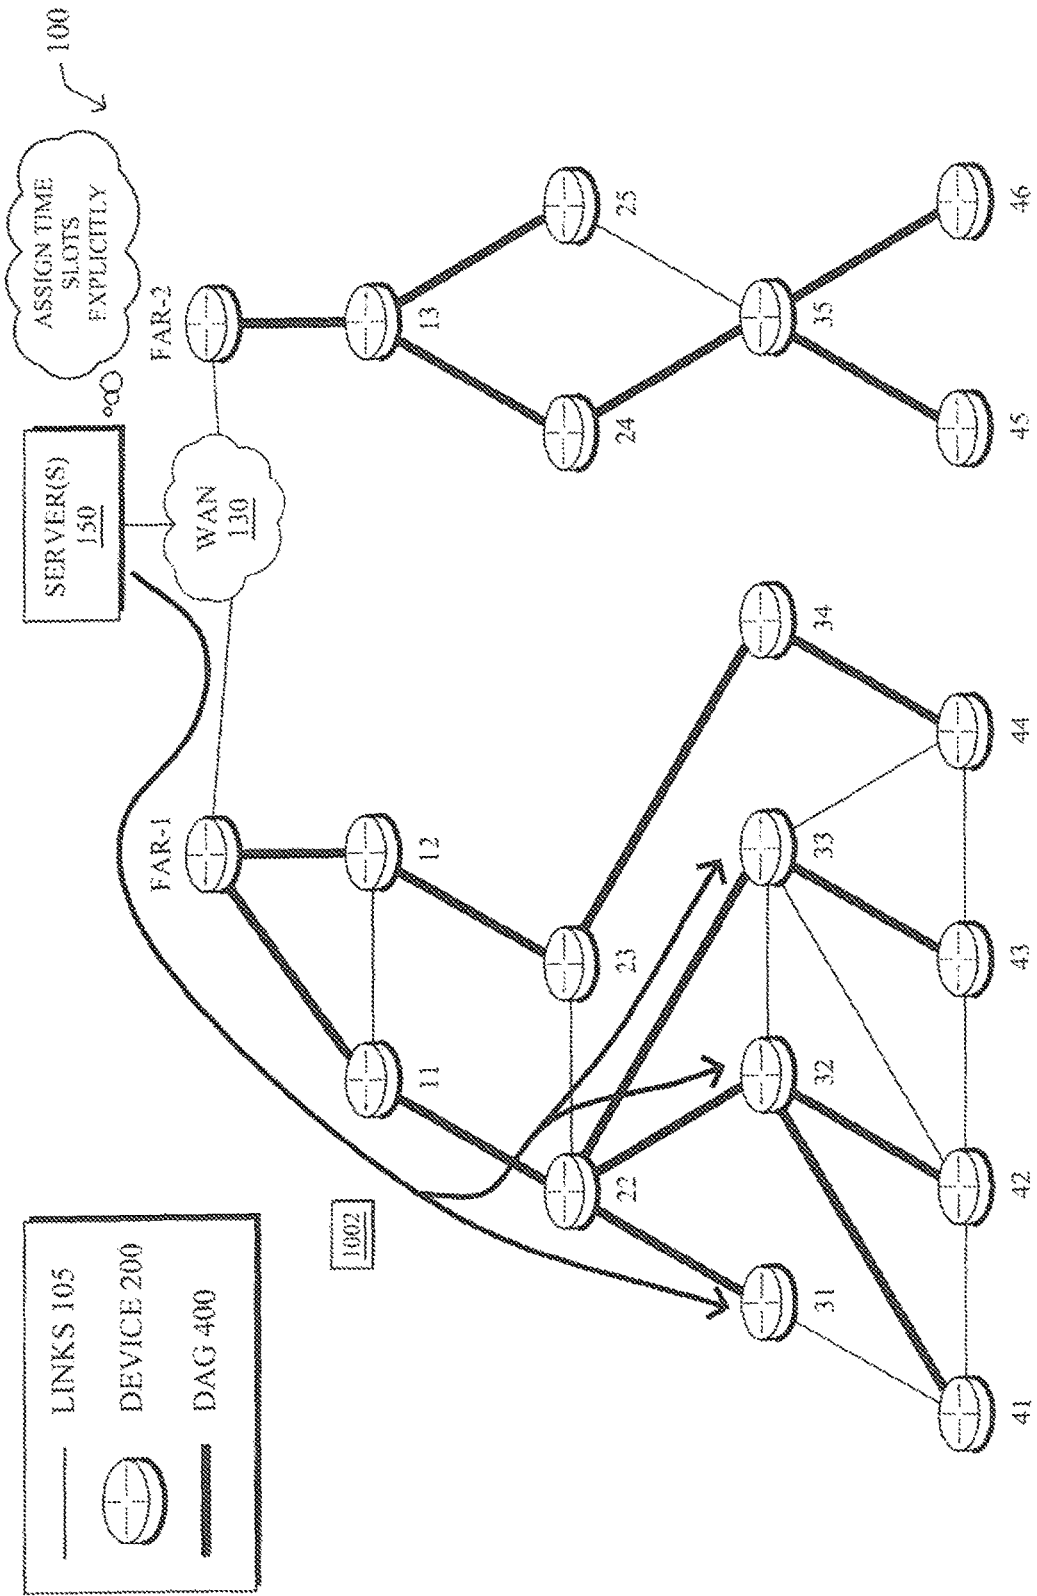 LINKS 105
DEVICE 200
DAG 400
SERVER(S)
150
ASSIGN TIME
SLOTS
EXPLICITLY
100
WAN
130
FAR-1
FAR-2
1002
11
12
13
22
23
24
25
31
32
33
34
35
41
42
43
44
45
46